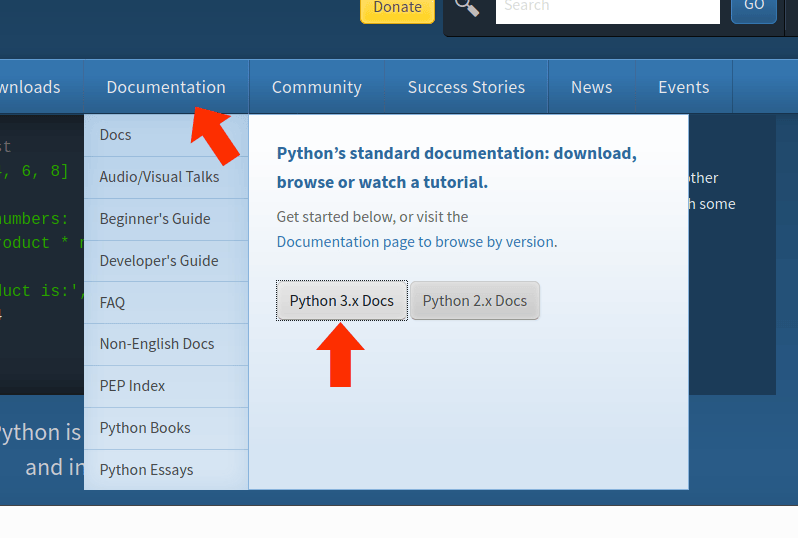 Donate
Search
GO
wnloads
Documentation
Community
Success Stories
News
Events
Docs
Audio/Visual Talks
Beginner's Guide
Developer's Guide
FAQ
Non-English Docs
PEP Index
Python Books
Python Essays
Python’s standard documentation: download,
browse or watch a tutorial.
Get started below, or visit the
Documentation page to browse by version.
Python 3.x Docs
Python 2.x Docs
st
, 6, 8]
numbers:
roduct * n
duct is:',
other
h some
Python is
and in